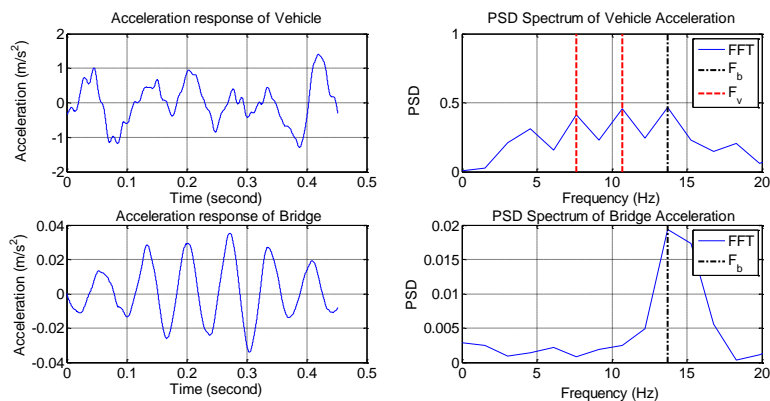 Acceleration response of Vehicle
Acceleration (m/s²)
2
1
0
-1
-2
0 0.1 0.2 0.3 0.4 0.5
Time (second)
PSD Spectrum of Vehicle Acceleration
PSD
1
0.5
0
0 5 10 15 20
Frequency (Hz)
FFT
F_b
F_v
Acceleration response of Bridge
Acceleration (m/s²)
0.04
0.02
0
-0.02
-0.04
0 0.1 0.2 0.3 0.4 0.5
Time (second)
PSD Spectrum of Bridge Acceleration
PSD
0.02
0.015
0.01
0.005
0
0 5 10 15 20
Frequency (Hz)
FFT
F_b